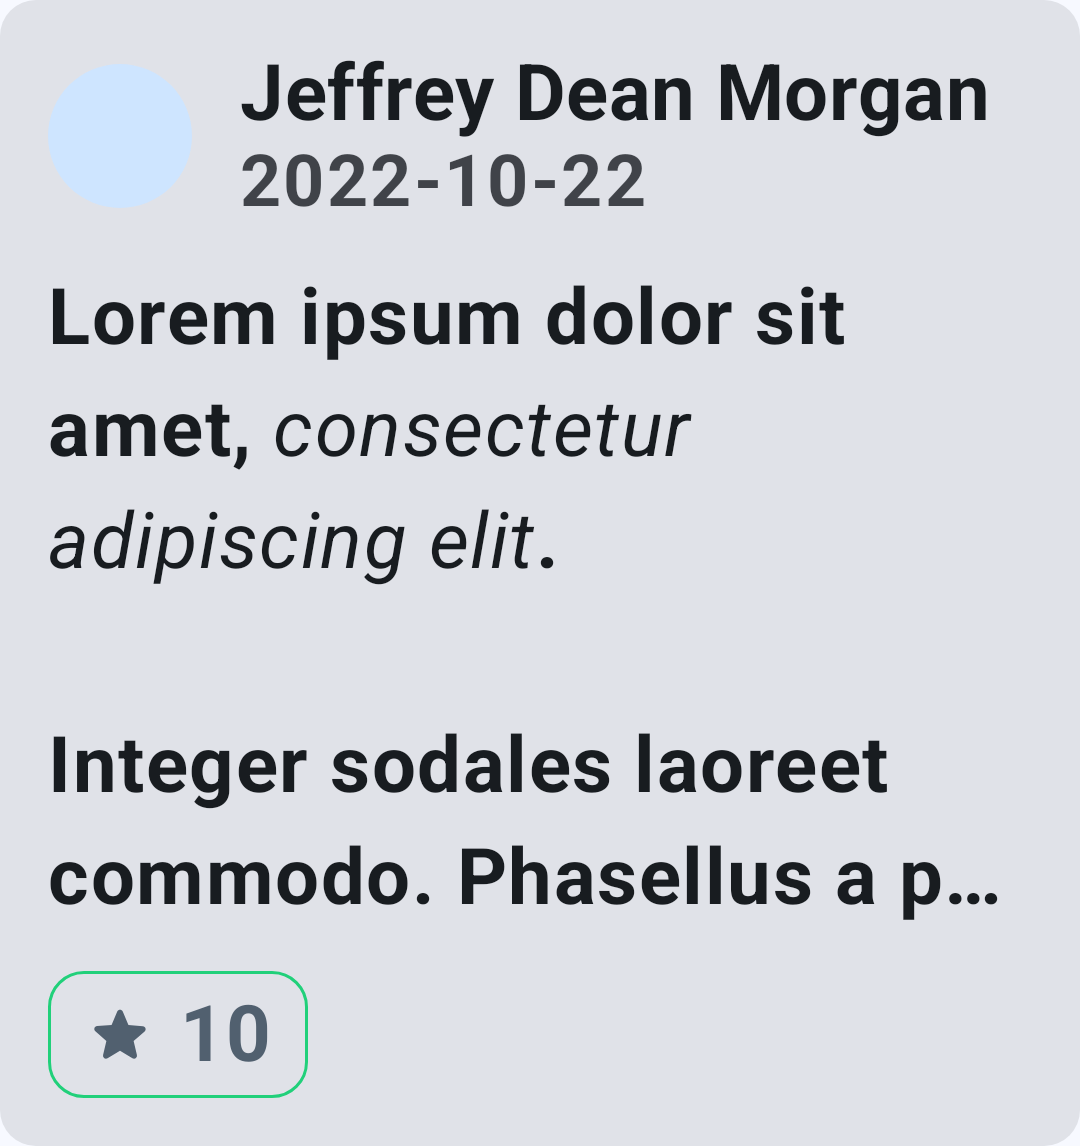 Jeffrey Dean Morgan
2022-10-22
Lorem ipsum dolor sit
amet, consectetur
adipiscing elit.
Integer sodales laoreet
commodo. Phasellus a p…
10